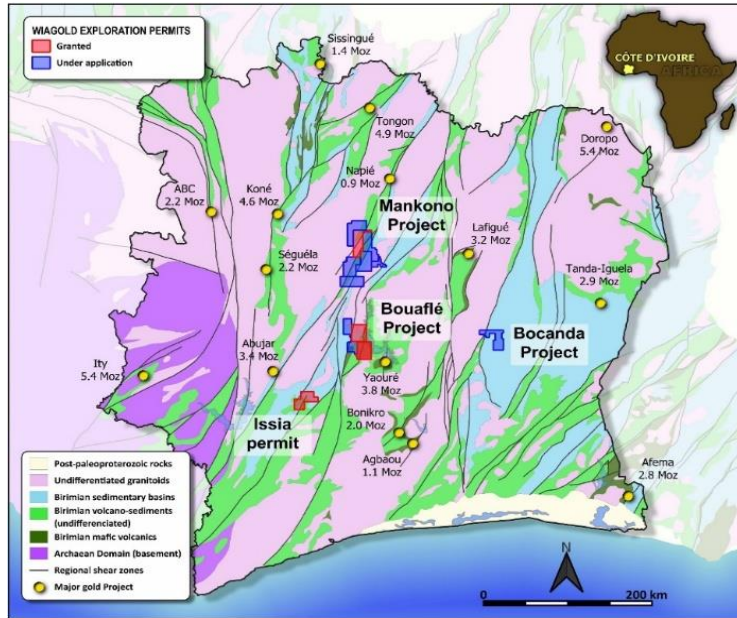 WIAGOLD EXPLORATION PERMITS
Granted
Under application
Sissingué
1.4 Moz
CÔTE D'IVOIRE
AFRICA
Tongon
4.9 Moz
Doropo
5.4 Moz
Napié
0.9 Moz
ABC
2.2 Moz
Koné
4.6 Moz
Mankono
Project
Lafigué
3.2 Moz
Séguéla
2.2 Moz
Tanda-Iguela
2.9 Moz
Bouaflé
Project
Bocanda
Project
Ity
5.4 Moz
Abujar
3.4 Moz
Yaouré
3.8 Moz
Issia
permit
Bonikro
2.0 Moz
Agbaou
1.1 Moz
Afema
2.8 Moz
Post-paleoproterozoic rocks
Undifferentiated granitoids
Birimian sedimentary basins
Birimian volcano-sediments
(undifferenciated)
Birimian mafic volcanics
Archaean Domain (basement)
Regional shear zones
Major gold Project
N
0
200 km